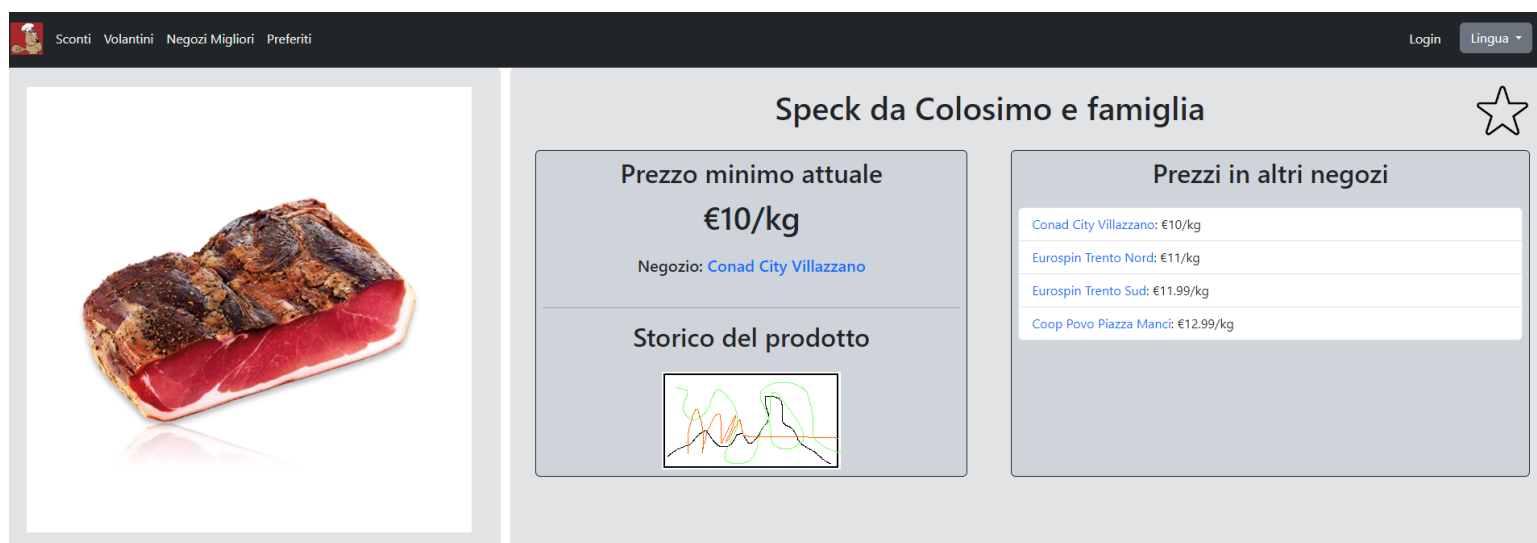 Sconti Volantini Negozi Migliori Preferiti Login Lingua
Speck da Colosimo e famiglia
Prezzo minimo attuale
€10/kg
Negozio: Conad City Villazzano
Storico del prodotto
Prezzi in altri negozi
Conad City Villazzano: €10/kg
Eurospin Trento Nord: €11/kg
Eurospin Trento Sud: €11.99/kg
Coop Povo Piazza Manci: €12.99/kg